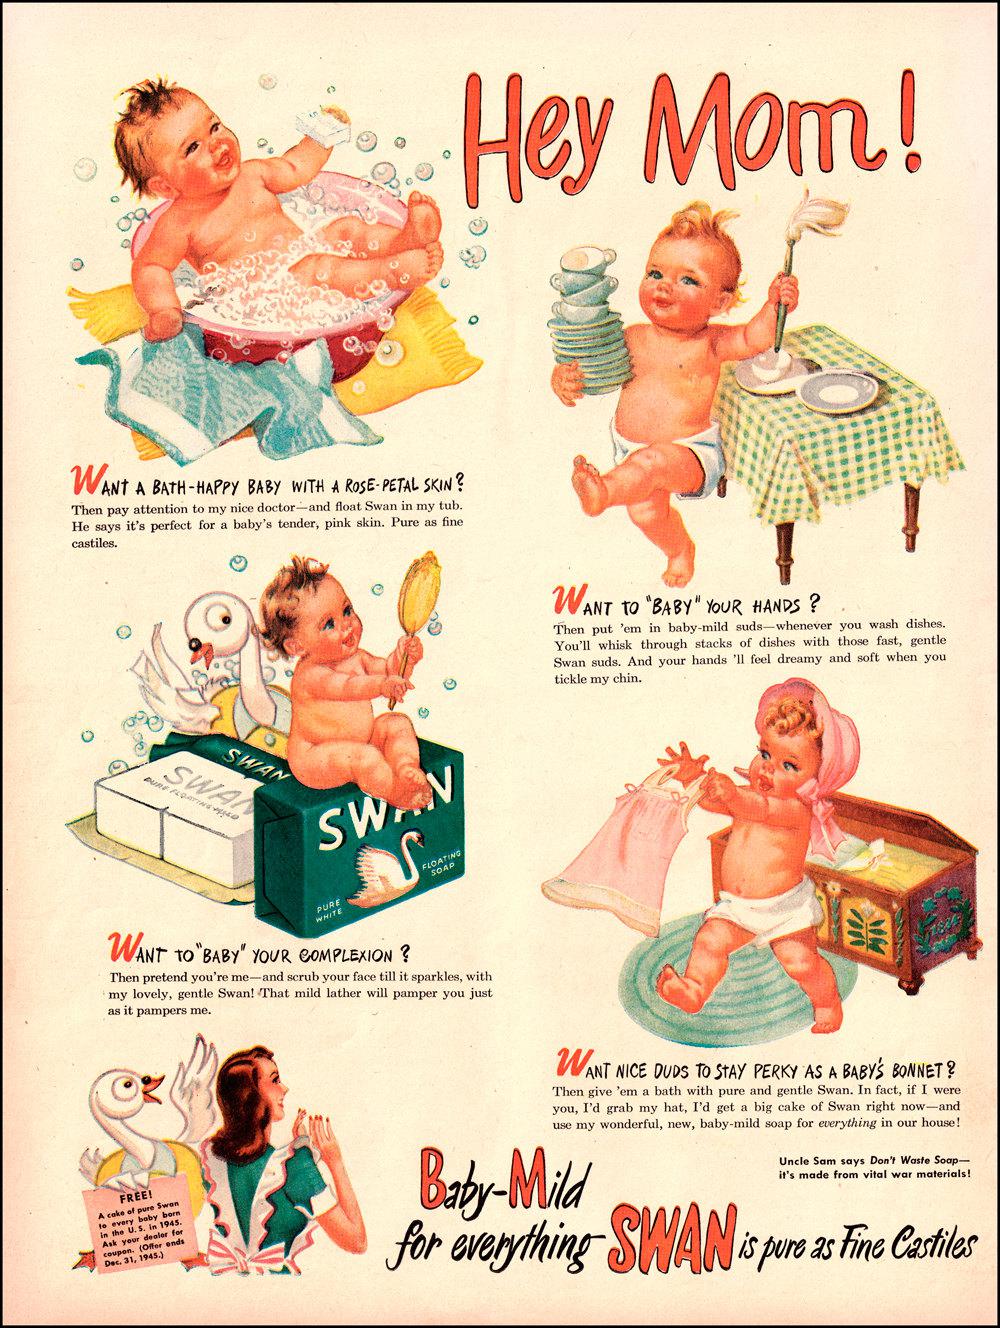 Hey Mom!
WANT A BATH-HAPPY BABY WITH A ROSE-PETAL SKIN?
Then pay attention to my nice doctor—and float Swan in my tub.
He says it's perfect for a baby's tender, pink skin. Pure as fine
castiles.
WANT TO "BABY" YOUR HANDS?
Then put 'em in baby-mild suds—whenever you wash dishes.
You'll whisk through stacks of dishes with those fast, gentle
Swan suds. And your hands 'll feel dreamy and soft when you
tickle my chin.
SWAN
SWAN
PURE FLOATING
SWAN
FLOATING
SOAP
PURE
WHITE
WANT TO "BABY" YOUR COMPLEXION?
Then pretend you're me—and scrub your face till it sparkles, with
my lovely, gentle Swan! That mild lather will pamper you just
as it pampers me.
WANT NICE DUDS TO STAY PERKY AS A BABY'S BONNET?
Then give 'em a bath with pure and gentle Swan. In fact, if I were
you, I'd grab my hat, I'd get a big cake of Swan right now—and
use my wonderful, new, baby-mild soap for everything in our house!
FREE!
A cake of pure Swan
to every baby born
in the U. S. in 1945.
Ask your dealer for
coupon. (Offer ends
Dec. 31, 1945.)
Uncle Sam says Don't Waste Soap—
it's made from vital war materials!
Baby-Mild
for everything SWAN is pure as Fine Castiles